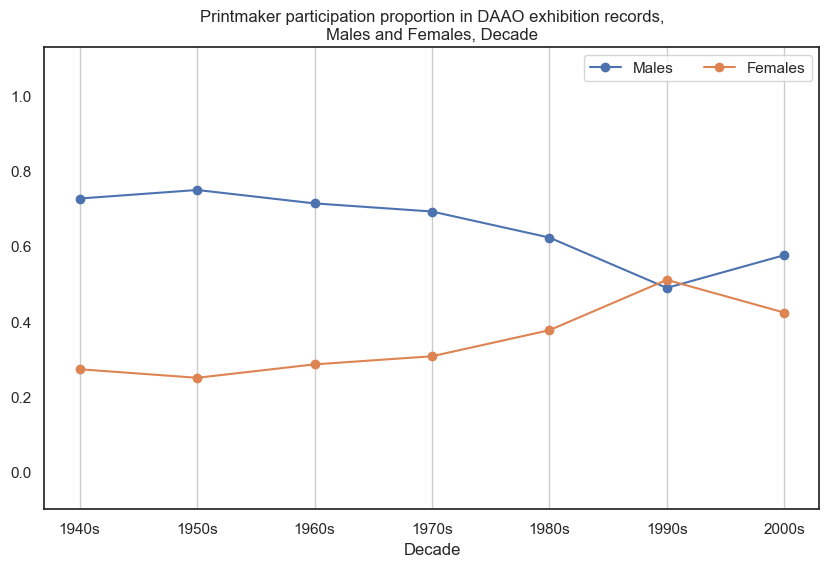 Printmaker participation proportion in DAAO exhibition records,
Males and Females, Decade
Males Females
1.0
0.8
0.6
0.4
0.2
0.0
1940s 1950s 1960s 1970s 1980s 1990s 2000s
Decade